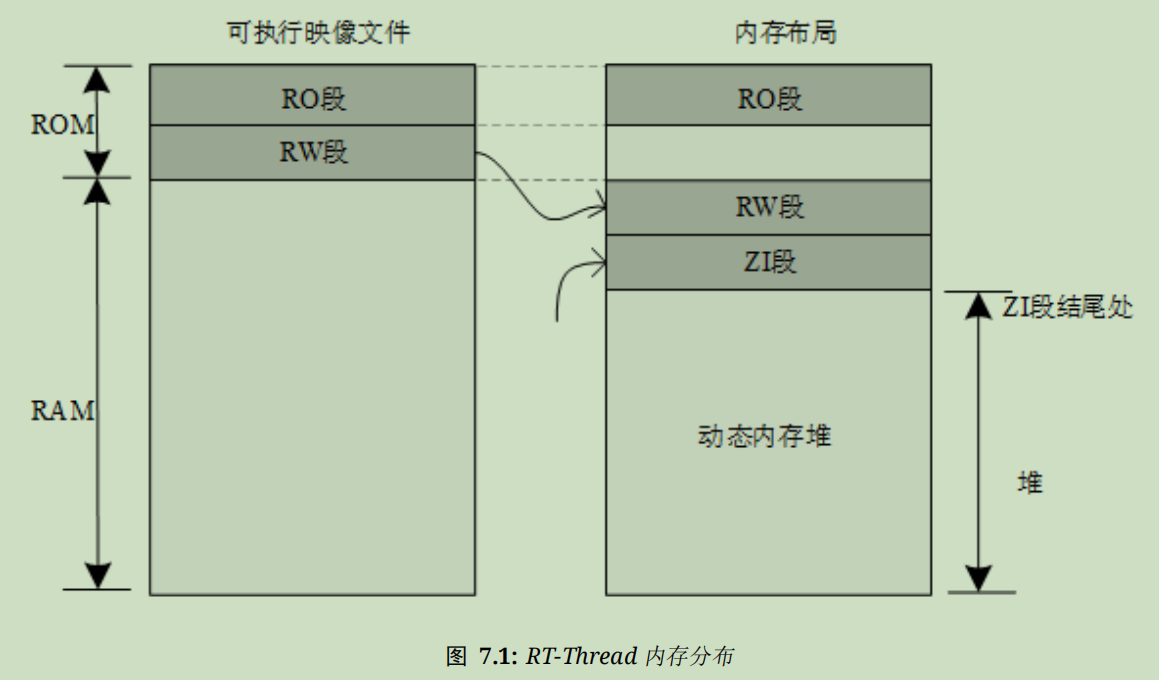 可执行映像文件
内存布局
RO段
RO段
ROM
RW段
RW段
ZI段
ZI段结尾处
RAM
动态内存堆
堆
图 7.1: RT-Thread 内存分布